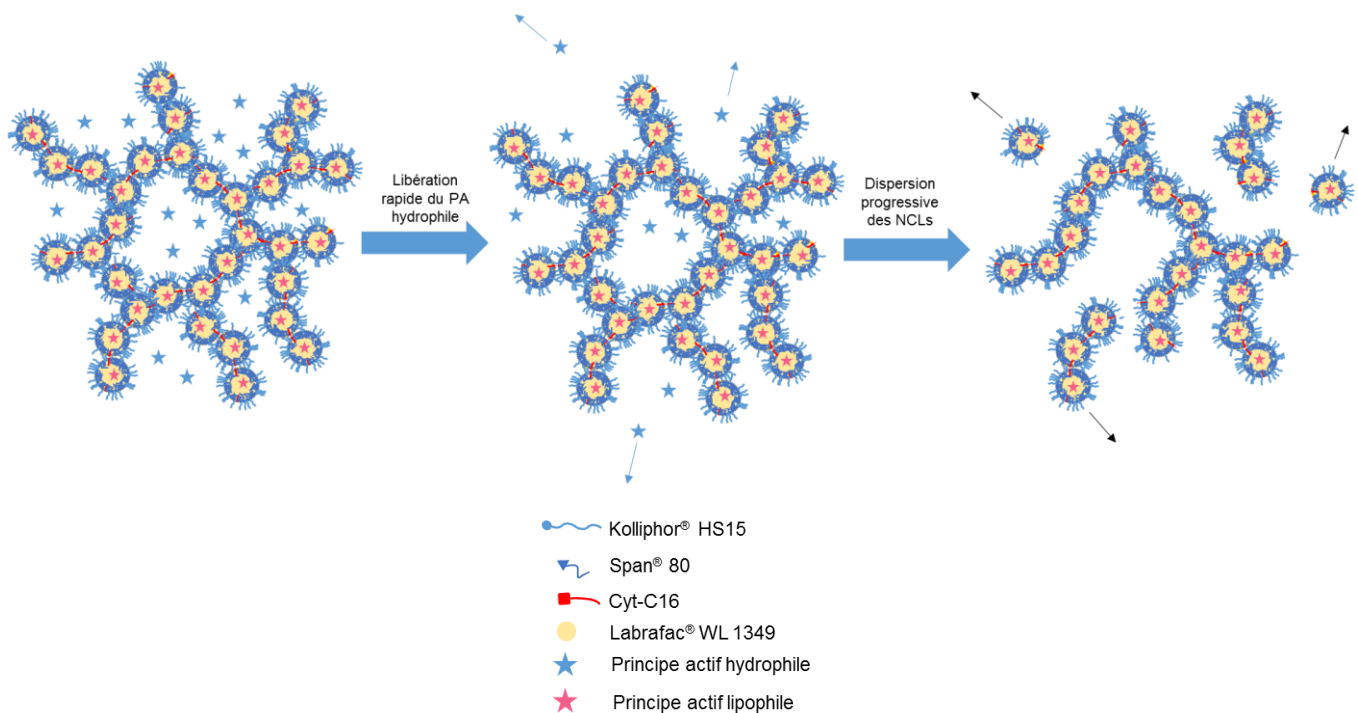 Libération
rapide du PA
hydrophile
Dispersion
progressive
des NCLs
Kolliphor® HS15
Span® 80
Cyt-C16
Labrafac® WL 1349
Principe actif hydrophile
Principe actif lipophile